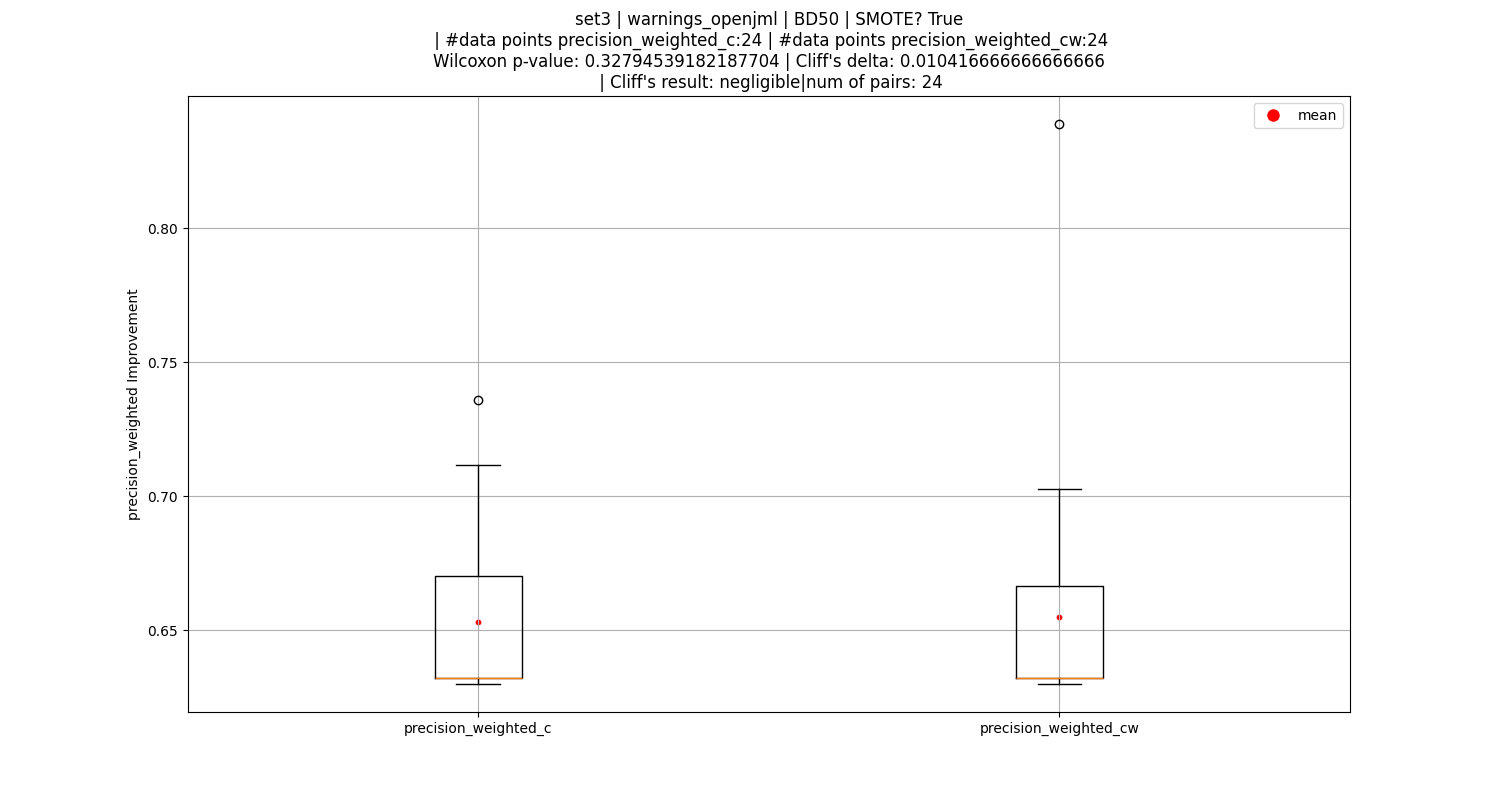 set3 | warnings_openjml | BD50 | SMOTE? True
| #data points precision_weighted_c:24 | #data points precision_weighted_cw:24
Wilcoxon p-value: 0.32794539182187704 | Cliff's delta: 0.010416666666666666
| Cliff's result: negligible|num of pairs: 24
mean
precision_weighted Improvement
0.80
0.75
0.70
0.65
precision_weighted_c
precision_weighted_cw